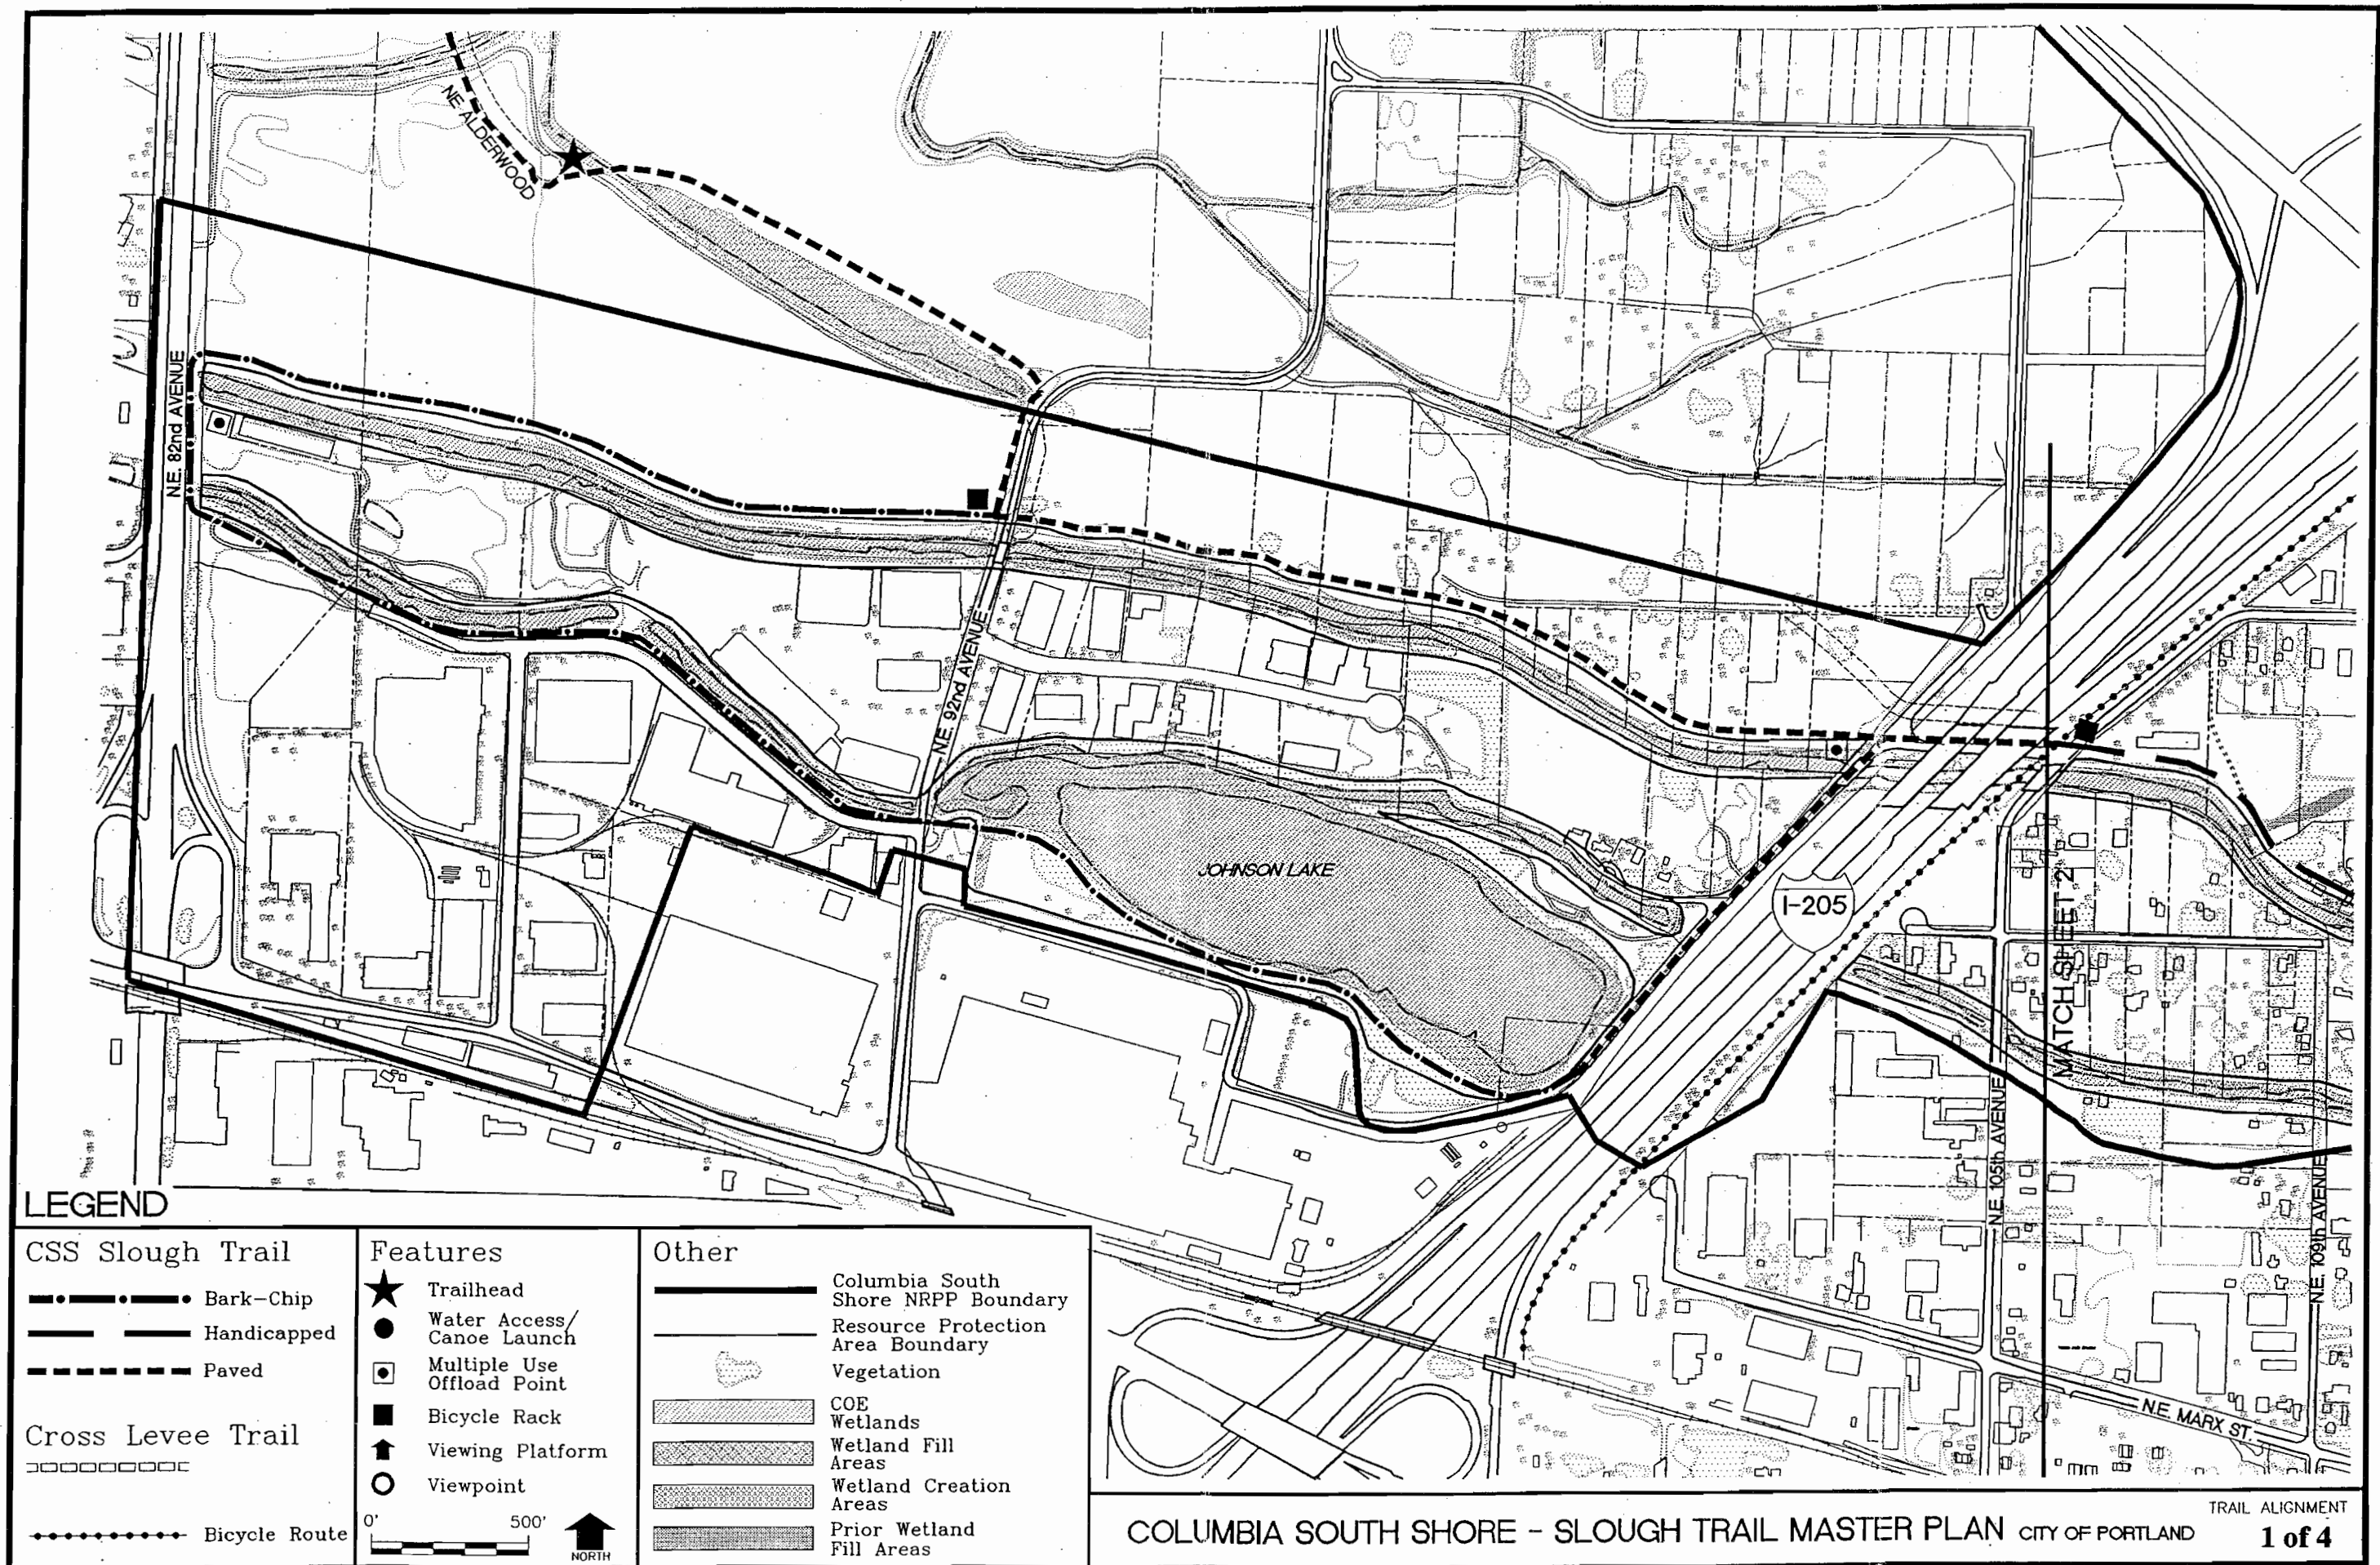 NE. ALDERWOOD
N.E. 82nd AVENUE
N.E. 92nd AVENUE
JOHNSON LAKE
I-205
MATCH SHEET 2
N.E. 105th AVENUE
N.E. 109th AVENUE
N.E. MARX ST.
LEGEND
CSS Slough Trail
Bark-Chip
Handicapped
Paved
Cross Levee Trail
Bicycle Route
Features
Trailhead
Water Access/
Canoe Launch
Multiple Use
Offload Point
Bicycle Rack
Viewing Platform
Viewpoint
0'
500'
NORTH
Other
Columbia South
Shore NRPP Boundary
Resource Protection
Area Boundary
Vegetation
COE
Wetlands
Wetland Fill
Areas
Wetland Creation
Areas
Prior Wetland
Fill Areas
COLUMBIA SOUTH SHORE - SLOUGH TRAIL MASTER PLAN CITY OF PORTLAND
TRAIL ALIGNMENT
1 of 4